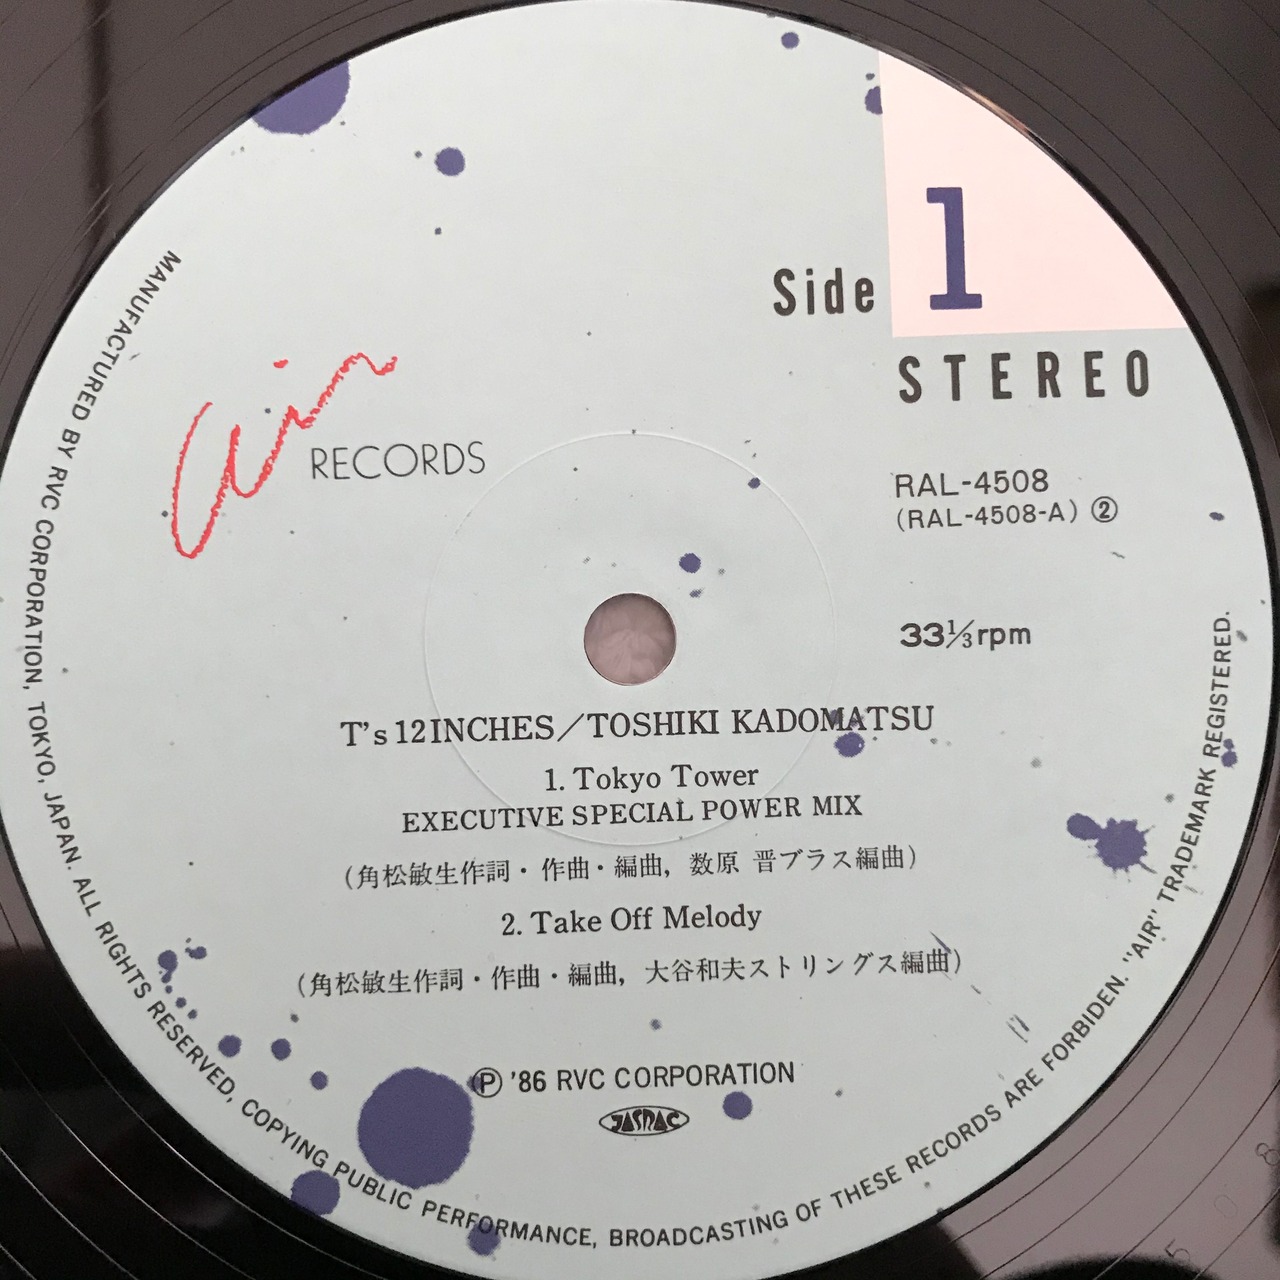 Side 1
STEREO
Air
RECORDS
RAL-4508
(RAL-4508-A) ②
33⅓rpm
T's 12INCHES／TOSHIKI KADOMATSU
1. Tokyo Tower
EXECUTIVE SPECIAL POWER MIX
(角松敏生作詞・作曲・編曲，数原 晋ブラス編曲)
2. Take Off Melody
(角松敏生作詞・作曲・編曲，大谷和夫ストリングス編曲)
Ⓟ '86 RVC CORPORATION
JASRAC
MANUFACTURED BY RVC CORPORATION, TOKYO, JAPAN. ALL RIGHTS RESERVED, COPYING PUBLIC PERFORMANCE, BROADCASTING OF THESE RECORDS ARE FORBIDEN. "AIR" TRADEMARK REGISTERED.